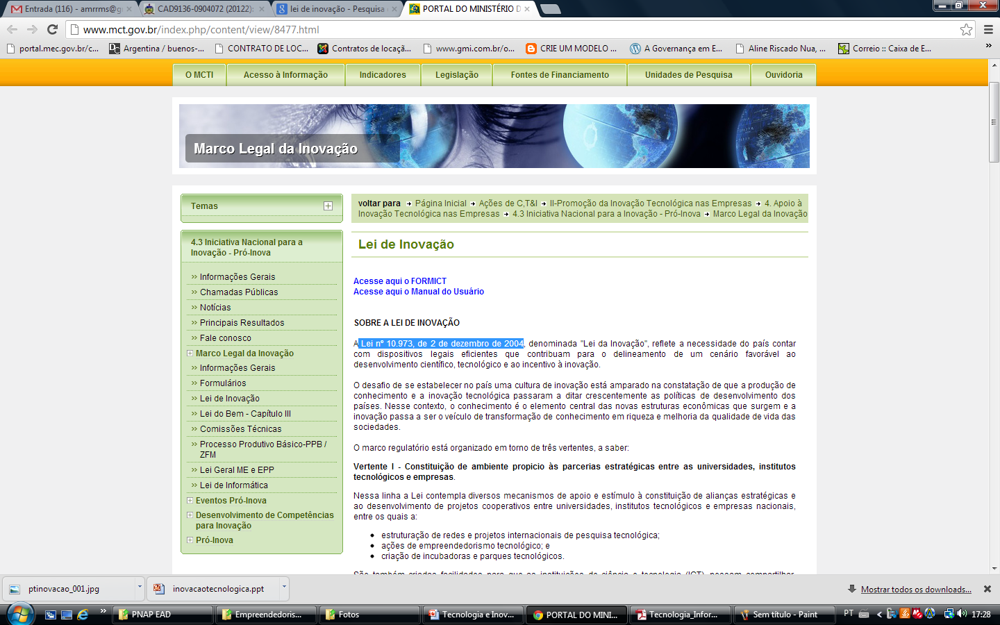 Entrada (116) - amrrms@g
CAD9136-0904072 (20122):
lei de inovação - Pesquisa
PORTAL DO MINISTÉRIO D
www.mct.gov.br/index.php/content/view/8477.html
portal.mec.gov.br/c...
Argentina / buenos-...
CONTRATO DE LOC...
Contratos de locaçã...
www.gmi.com.br/o...
CRIE UM MODELO ...
A Governança em E...
Aline Riscado Nua, ...
Correio :: Caixa de E...
»
O MCTI
Acesso à Informação
Indicadores
Legislação
Fontes de Financiamento
Unidades de Pesquisa
Ouvidoria
Marco Legal da Inovação
Temas
4.3 Iniciativa Nacional para a
Inovação - Pró-Inova
>> Informações Gerais
>> Chamadas Públicas
>> Notícias
>> Principais Resultados
>> Fale conosco
Marco Legal da Inovação
>> Informações Gerais
>> Formulários
>> Lei de Inovação
>> Lei do Bem - Capítulo III
>> Comissões Técnicas
>> Processo Produtivo Básico-PPB /
ZFM
>> Lei Geral ME e EPP
>> Lei de Informática
Eventos Pró-Inova
Desenvolvimento de Competências
para Inovação
Pró-Inova
voltar para → Página Inicial → Ações de C,T&I → II-Promoção da Inovação Tecnológica nas Empresas → 4. Apoio à
Inovação Tecnológica nas Empresas → 4.3 Iniciativa Nacional para a Inovação - Pró-Inova → Marco Legal da Inovação
Lei de Inovação
Acesse aqui o FORMICT
Acesse aqui o Manual do Usuário
SOBRE A LEI DE INOVAÇÃO
A Lei nº 10.973, de 2 de dezembro de 2004, denominada "Lei da Inovação", reflete a necessidade do país contar
com dispositivos legais eficientes que contribuam para o delineamento de um cenário favorável ao
desenvolvimento científico, tecnológico e ao incentivo à inovação.
O desafio de se estabelecer no país uma cultura de inovação está amparado na constatação de que a produção de
conhecimento e a inovação tecnológica passaram a ditar crescentemente as políticas de desenvolvimento dos
países. Nesse contexto, o conhecimento é o elemento central das novas estruturas econômicas que surgem e a
inovação passa a ser o veículo de transformação de conhecimento em riqueza e melhoria da qualidade de vida das
sociedades.
O marco regulatório está organizado em torno de três vertentes, a saber:
Vertente I - Constituição de ambiente propicio às parcerias estratégicas entre as universidades, institutos
tecnológicos e empresas.
Nessa linha a Lei contempla diversos mecanismos de apoio e estímulo à constituição de alianças estratégicas e
ao desenvolvimento de projetos cooperativos entre universidades, institutos tecnológicos e empresas nacionais,
entre os quais a:
• estruturação de redes e projetos internacionais de pesquisa tecnológica;
• ações de empreendedorismo tecnológico; e
• criação de incubadoras e parques tecnológicos.
São também criadas facilidades para que as instituições de ciência e tecnologia (ICT) possam compartilhar,
ptinovacao_001.jpg
inovacaotecnologica.ppt
Mostrar todos os downloads...
»
PNAP EAD
Empreendedoris...
Fotos
Tecnologia e Inov...
PORTAL DO MINI...
Tecnologia_Infor...
Sem título - Paint
PT
17:28